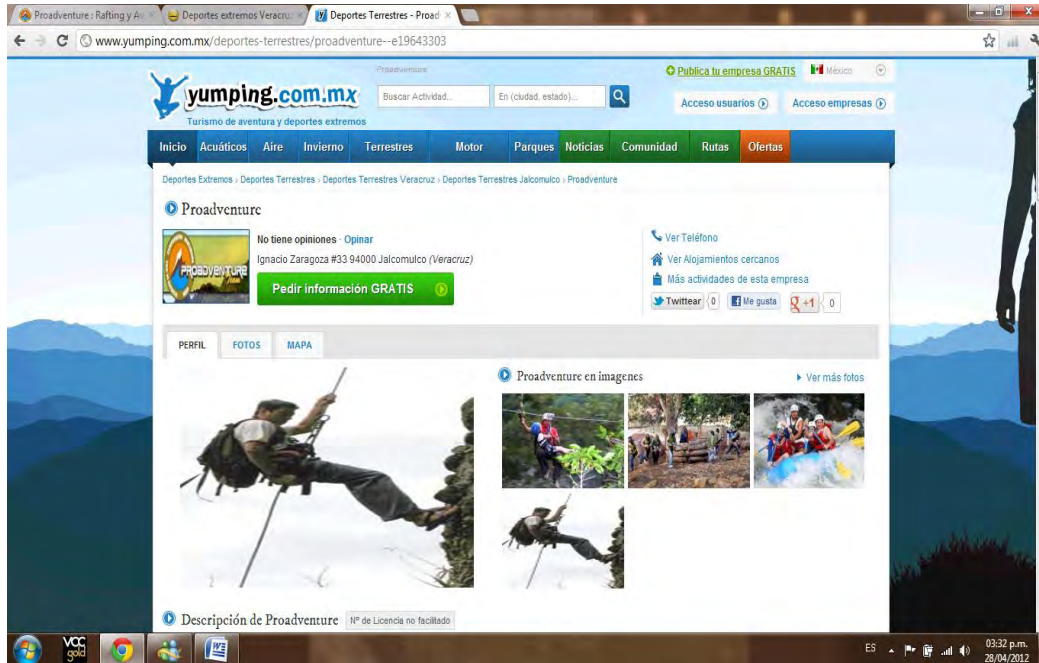 Proadventure : Rafting y Av
Deportes extremos Veracruz
Deportes Terrestres - Proad
www.yumping.com.mx/deportes-terrestres/proadventure--e19643303
Proadventure
Publica tu empresa GRATIS
México
yumping.com.mx
Turismo de aventura y deportes extremos
Buscar Actividad...
En (ciudad, estado)...
Acceso usuarios
Acceso empresas
Inicio Acuáticos Aire Invierno Terrestres Motor Parques Noticias Comunidad Rutas Ofertas
Deportes Extremos › Deportes Terrestres › Deportes Terrestres Veracruz › Deportes Terrestres Jalcomulco › Proadventure
Proadventure
PROADVENTURE
Team
No tiene opiniones - Opinar
Ignacio Zaragoza #33 94000 Jalcomulco (Veracruz)
Pedir información GRATIS
Ver Teléfono
Ver Alojamientos cercanos
Más actividades de esta empresa
Twittear 0 Me gusta +1 0
PERFIL FOTOS MAPA
Proadventure en imagenes
Ver más fotos
Descripción de Proadventure
Nº de Licencia no facilitado
VCC gold
ES
03:32 p.m.
28/04/2012